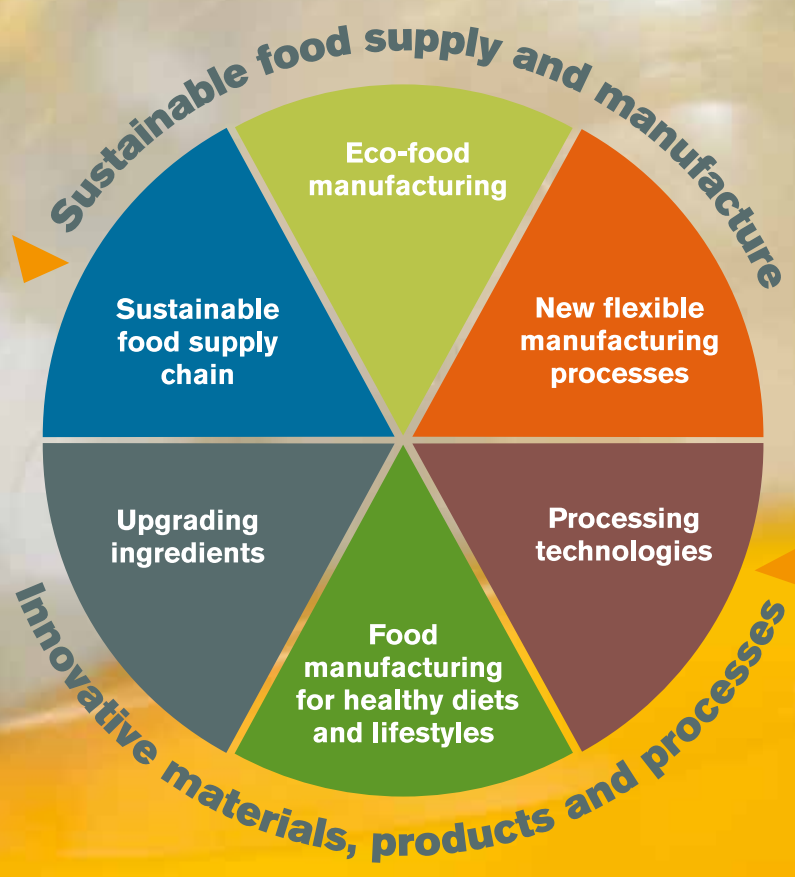 Sustainable food supply and manufacture
Eco-food
manufacturing
Sustainable
food supply
chain
New flexible
manufacturing
processes
Upgrading
ingredients
Processing
technologies
Food
manufacturing
for healthy diets
and lifestyles
Innovative materials, products and processes